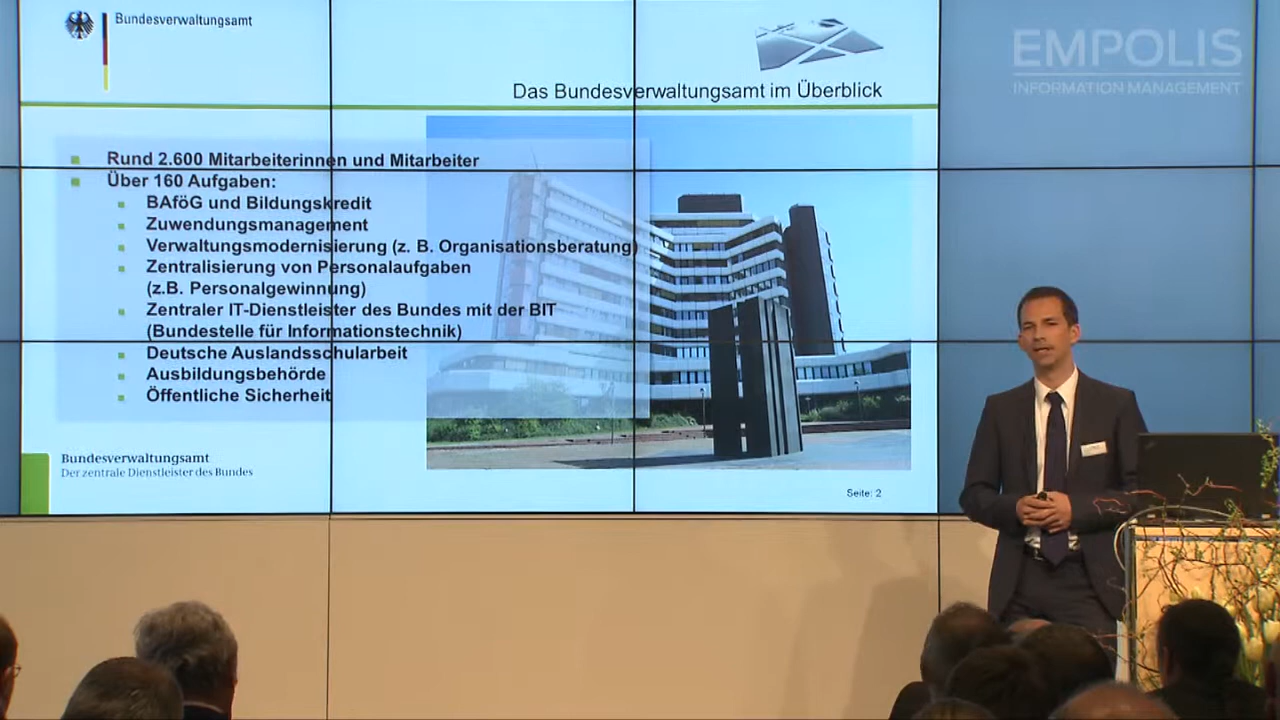 Bundesverwaltungsamt
EMPOLIS
INFORMATION MANAGEMENT
Das Bundesverwaltungsamt im Überblick
Rund 2.600 Mitarbeiterinnen und Mitarbeiter
Über 160 Aufgaben:
BAföG und Bildungskredit
Zuwendungsmanagement
Verwaltungsmodernisierung (z. B. Organisationsberatung)
Zentralisierung von Personalaufgaben
(z.B. Personalgewinnung)
Zentraler IT-Dienstleister des Bundes mit der BIT
(Bundestelle für Informationstechnik)
Deutsche Auslandsschularbeit
Ausbildungsbehörde
Öffentliche Sicherheit
Bundesverwaltungsamt
Der zentrale Dienstleister des Bundes
Seite: 2